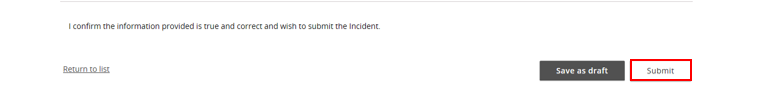 I confirm the information provided is true and correct and wish to submit the Incident.
Return to list
Save as draft
Submit